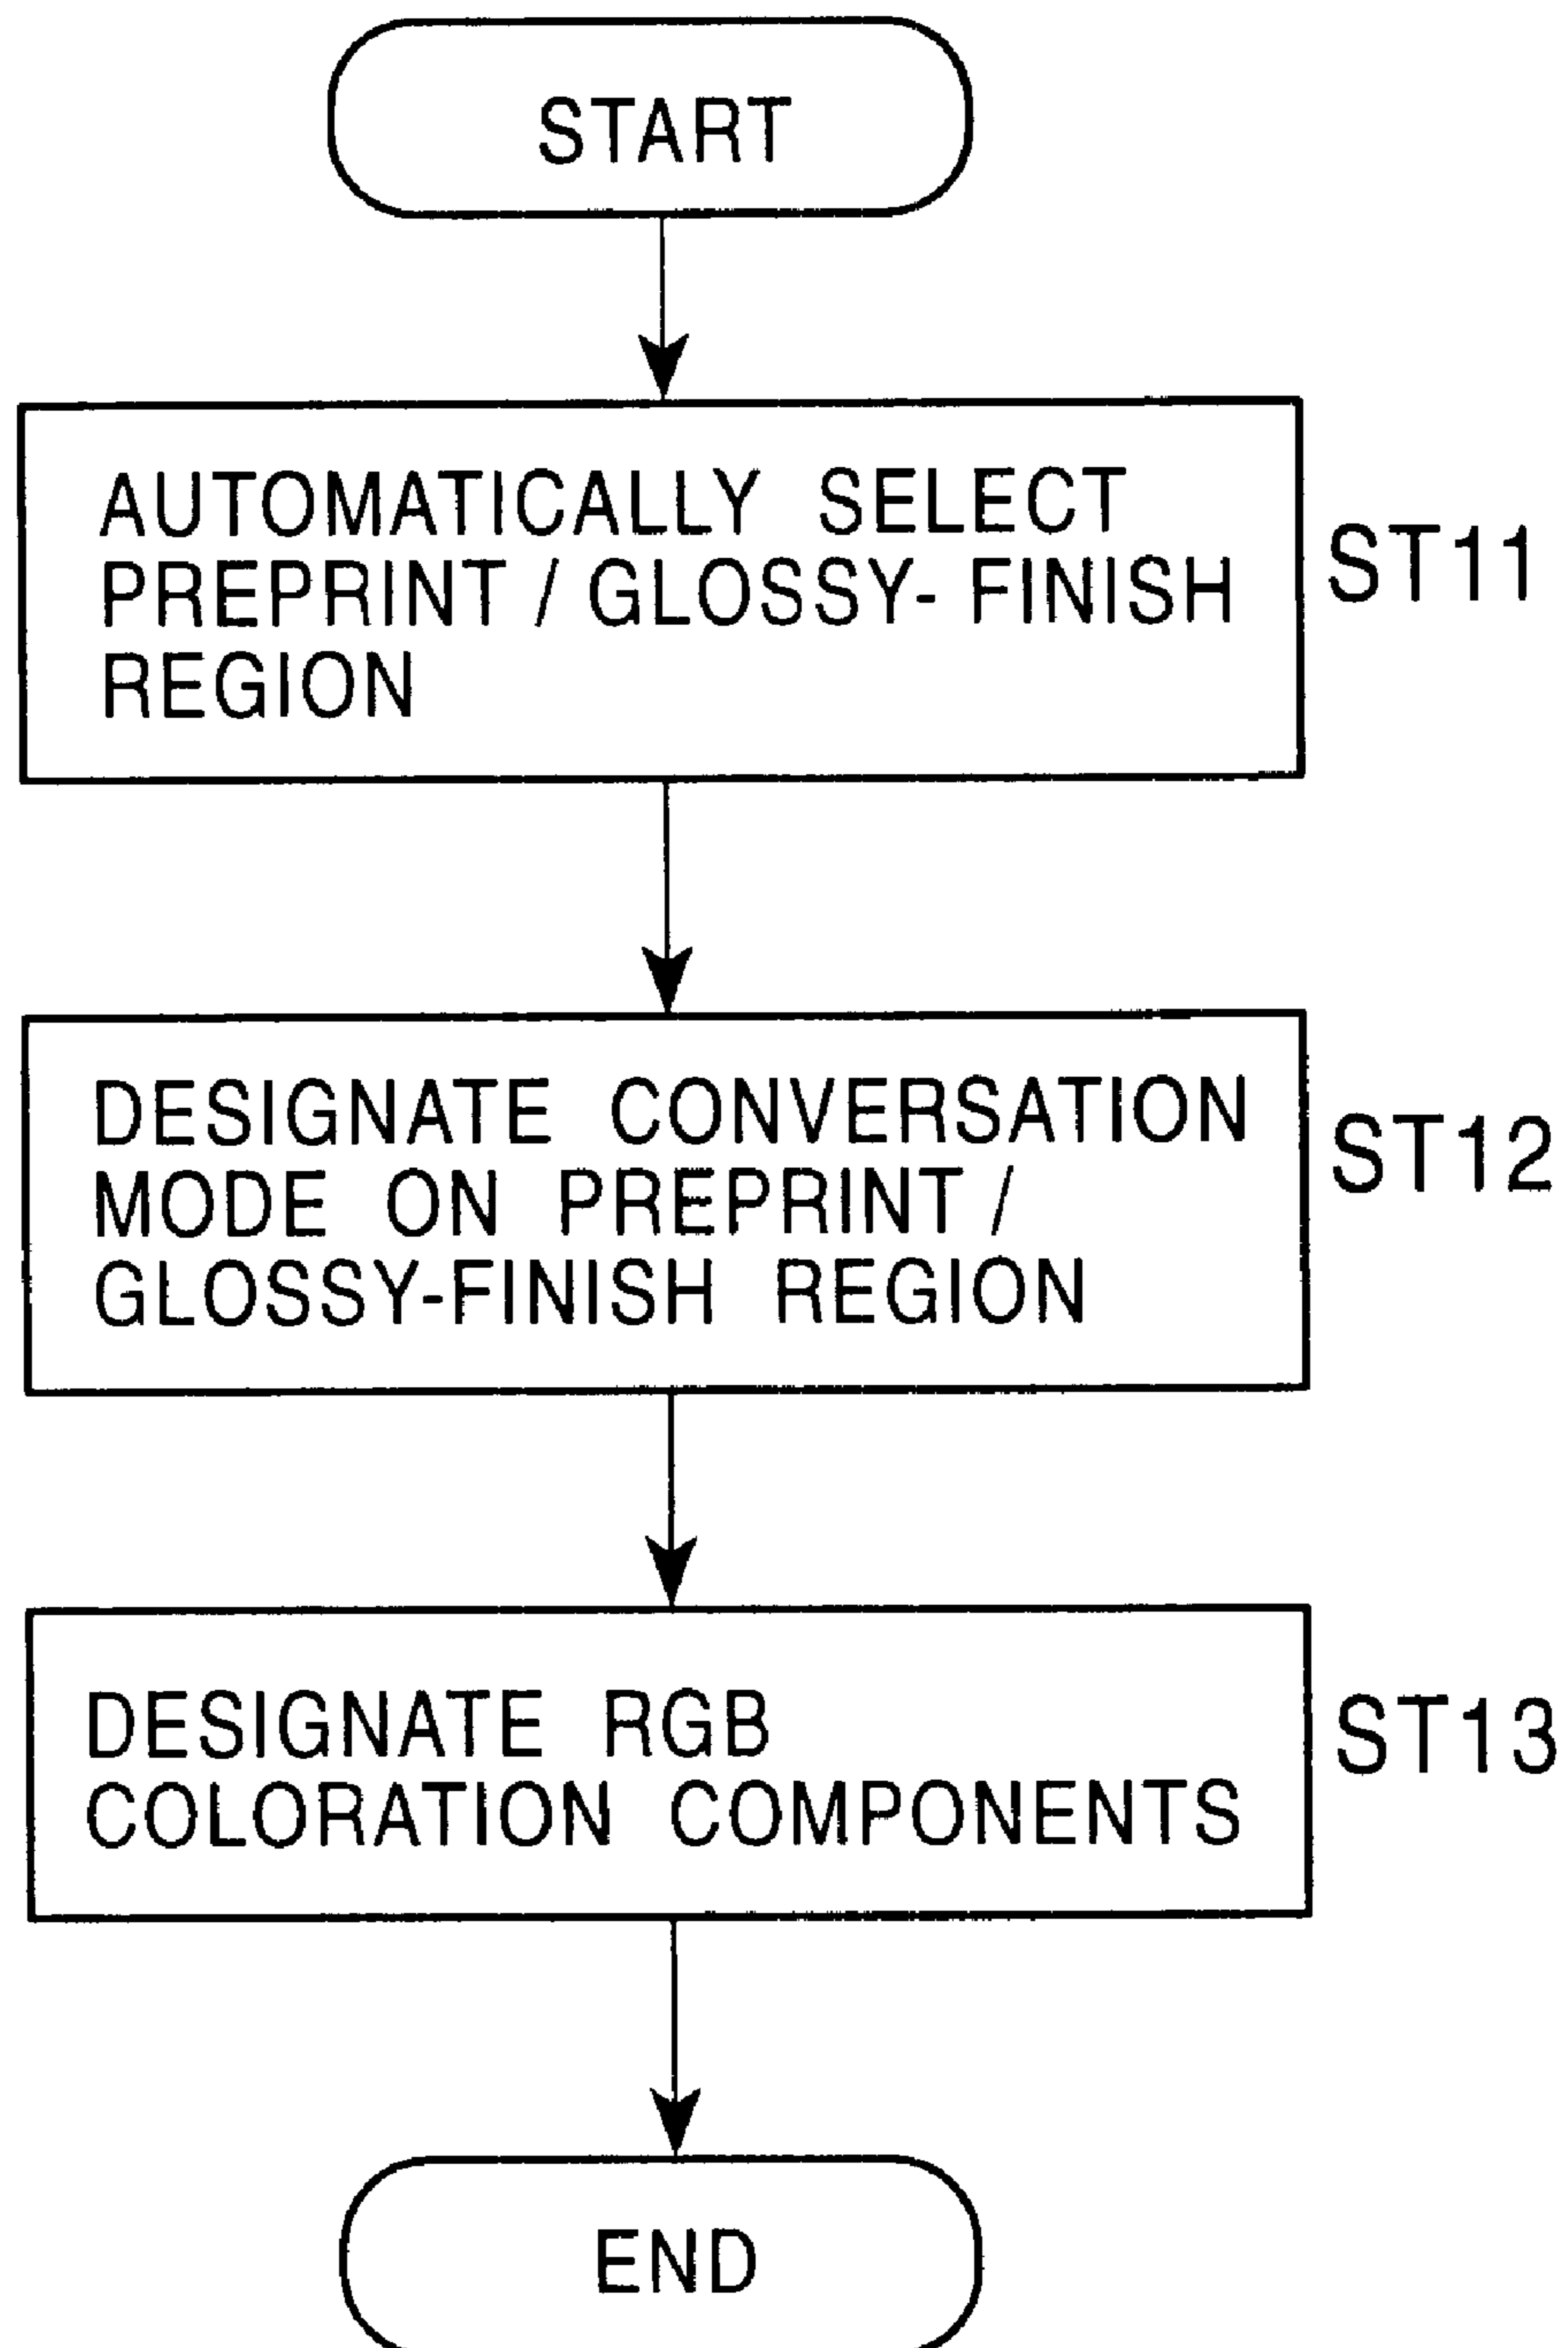 START
AUTOMATICALLY SELECT
PREPRINT / GLOSSY- FINISH
REGION
ST11
DESIGNATE CONVERSATION
MODE ON PREPRINT /
GLOSSY-FINISH REGION
ST12
DESIGNATE RGB
COLORATION COMPONENTS
ST13
END